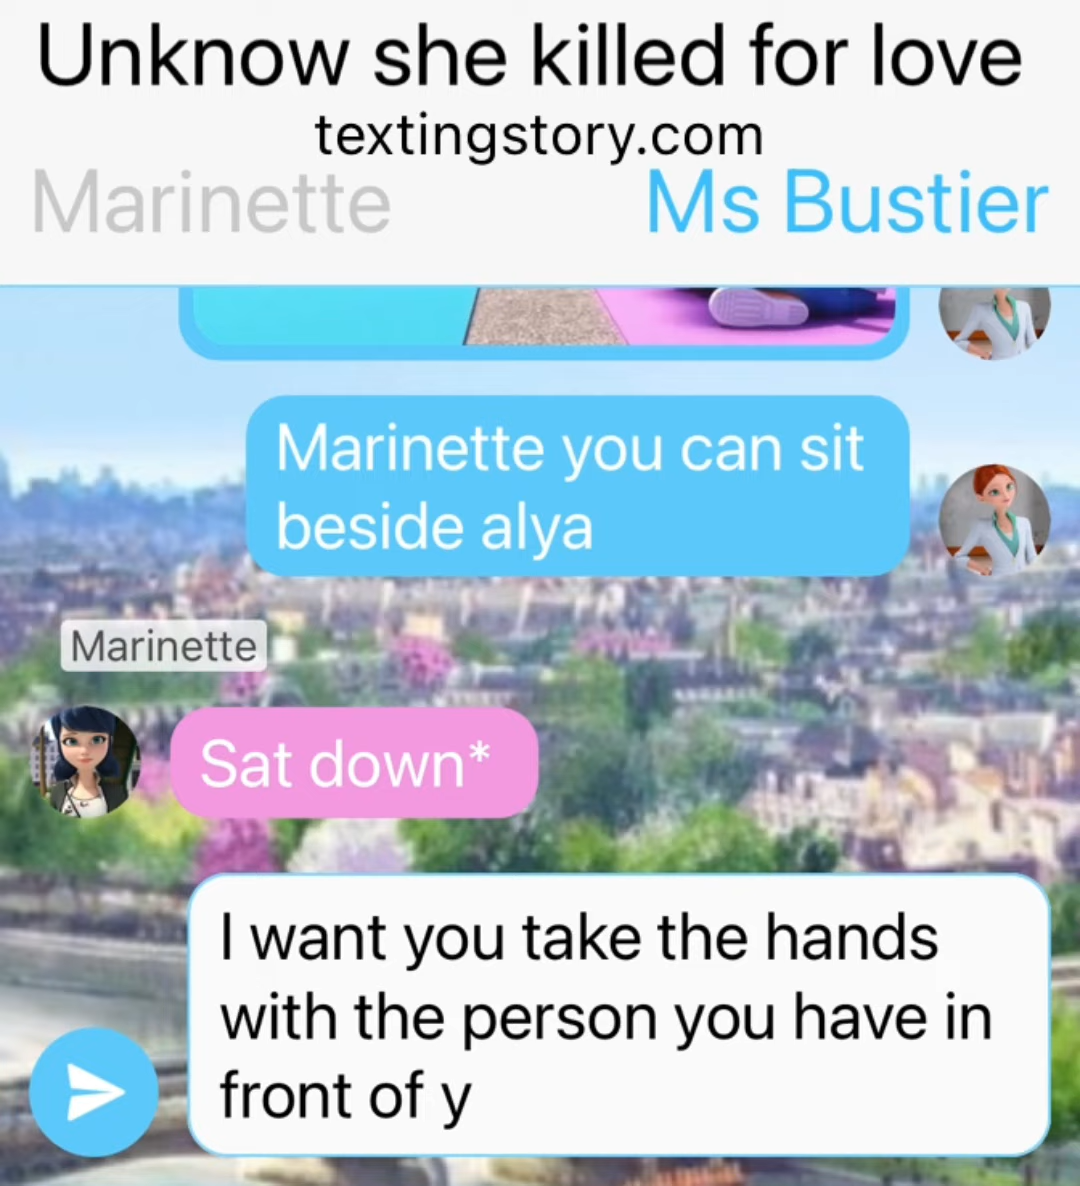 Unknow she killed for love
textingstory.com
Marinette Ms Bustier
Marinette you can sit
beside alya
Marinette
Sat down*
I want you take the hands
with the person you have in
front of y